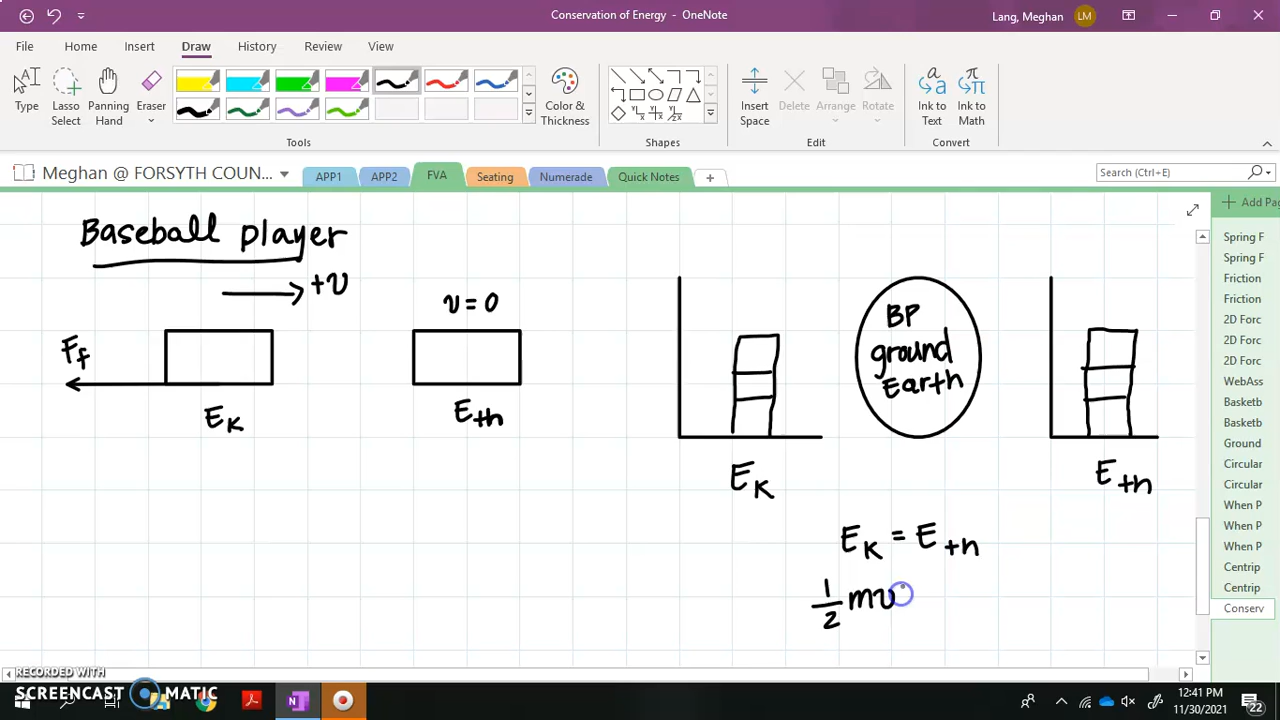 Conservation of Energy - OneNote
Lang, Meghan
LM
File Home Insert Draw History Review View
Type
Lasso Select
Panning Hand
Eraser
Color & Thickness
Insert Space
Delete
Arrange
Rotate
Ink to Text
Ink to Math
Tools
Shapes
Edit
Convert
Meghan @ FORSYTH COUN...
APP1 APP2 FVA Seating Numerade Quick Notes +
Search (Ctrl+E)
Add Pag
Spring F
Spring F
Friction
Friction
2D Forc
2D Forc
2D Forc
WebAss
Basketb
Basketb
Ground
Circular
Circular
When P
When P
When P
Centrip
Centrip
Conserv
Baseball player
+v
Ff
EK
v = 0
Eth
EK
BP
ground
Earth
Eth
EK = Eth
1/2 mv
RECORDED WITH
SCREENCAST MATIC
12:41 PM
11/30/2021
22